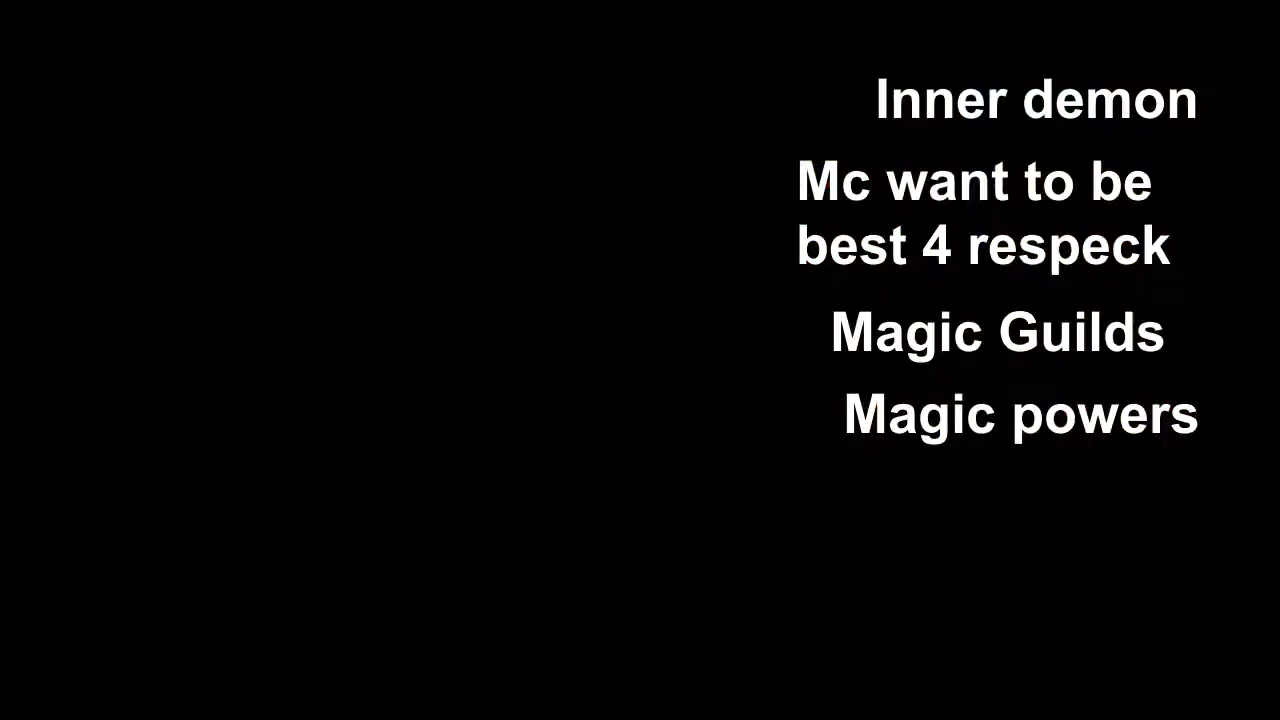 Inner demon
Mc want to be
best 4 respeck
Magic Guilds
Magic powers